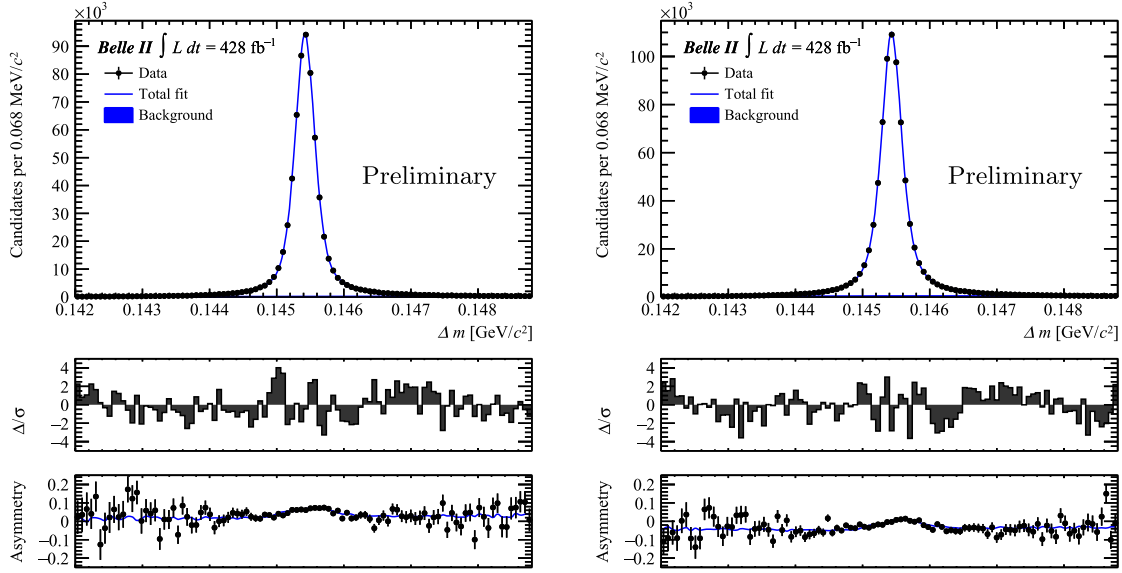 ×10³
Candidates per 0.068 MeV/c²
90
80
70
60
50
40
30
20
10
0
Belle II ∫ L dt = 428 fb⁻¹
Data
Total fit
Background
Preliminary
0.142 0.143 0.144 0.145 0.146 0.147 0.148
Δ m [GeV/c²]
Δ/σ
4
2
0
−2
−4
Asymmetry
0.2
0.1
0
−0.1
−0.2
×10³
Candidates per 0.068 MeV/c²
100
80
60
40
20
0
Belle II ∫ L dt = 428 fb⁻¹
Data
Total fit
Background
Preliminary
0.142 0.143 0.144 0.145 0.146 0.147 0.148
Δ m [GeV/c²]
Δ/σ
4
2
0
−2
−4
Asymmetry
0.2
0.1
0
−0.1
−0.2